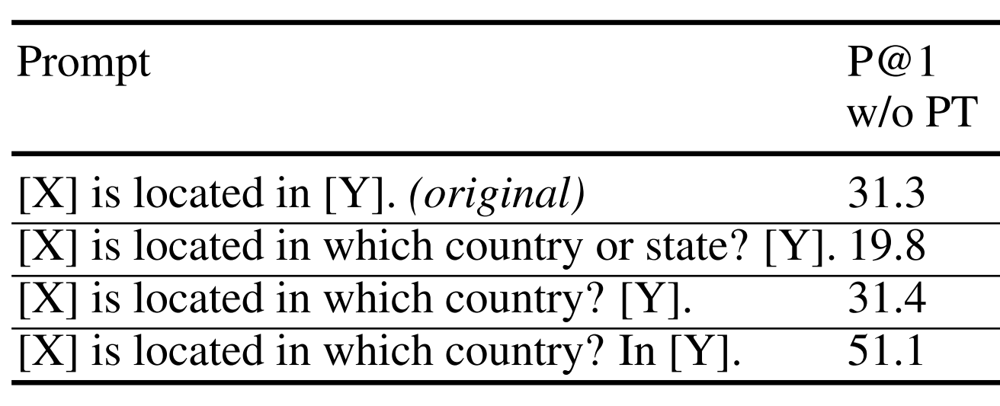 Prompt P@1
w/o PT
[X] is located in [Y]. (original) 31.3
[X] is located in which country or state? [Y]. 19.8
[X] is located in which country? [Y]. 31.4
[X] is located in which country? In [Y]. 51.1